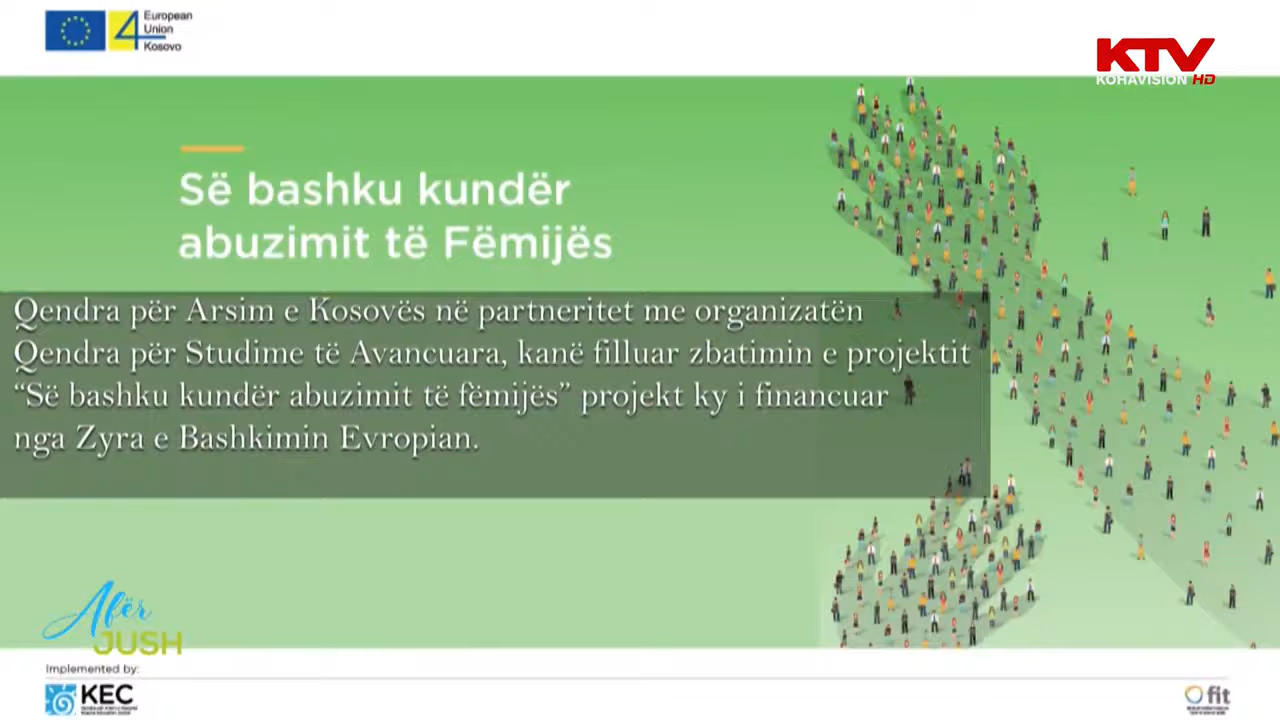 European
Union
Kosovo
4
KTV
KOHAVISION HD
Së bashku kundër
abuzimit të Fëmijës
Qendra për Arsim e Kosovës në partneritet me organizatën
Qendra për Studime të Avancuara, kanë filluar zbatimin e projektit
“Së bashku kundër abuzimit të fëmijës” projekt ky i financuar
nga Zyra e Bashkimin Evropian.
Afër
JUSH
Implemented by:
KEC
fit